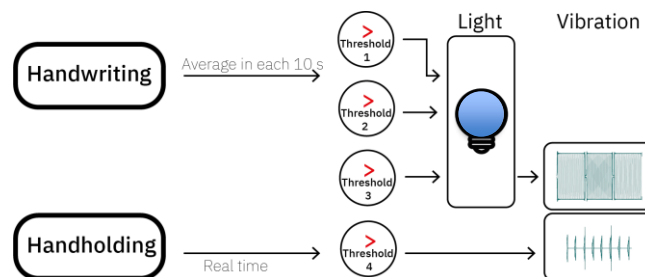 Light
Vibration
>
Threshold
1
Handwriting
Average in each 10 s
>
Threshold
2
>
Threshold
3
Handholding
Real time
>
Threshold
4